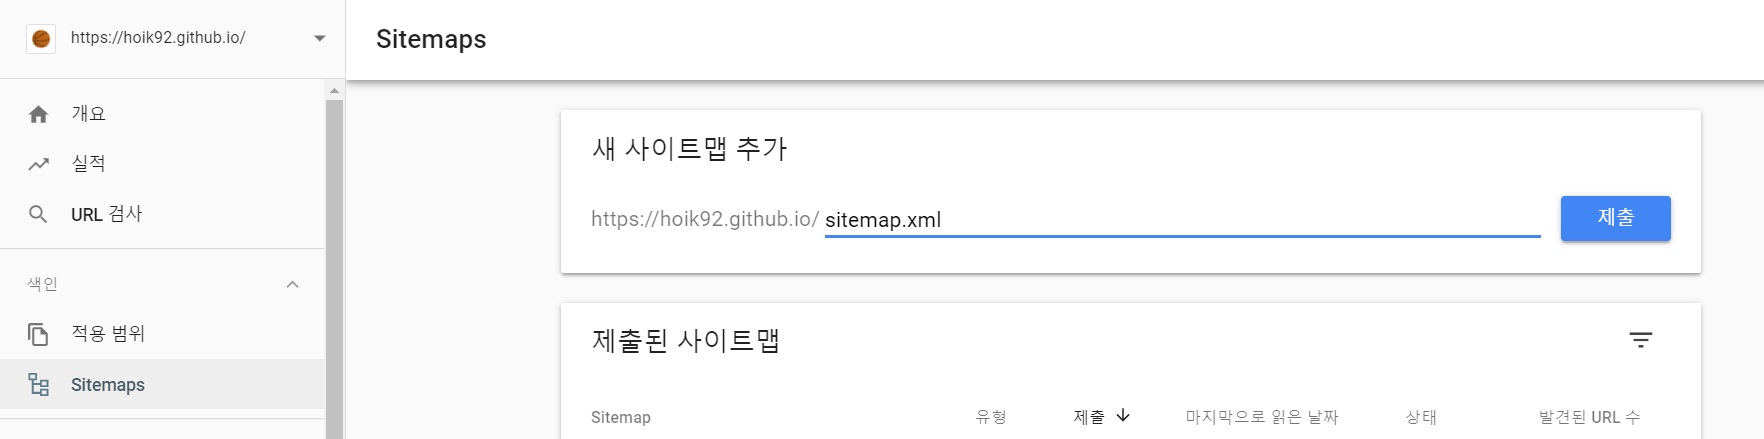 https://hoik92.github.io/
Sitemaps
개요
실적
URL 검사
색인
적용 범위
Sitemaps
새 사이트맵 추가
https://hoik92.github.io/ sitemap.xml
제출
제출된 사이트맵
Sitemap 유형 제출 마지막으로 읽은 날짜 상태 발견된 URL 수